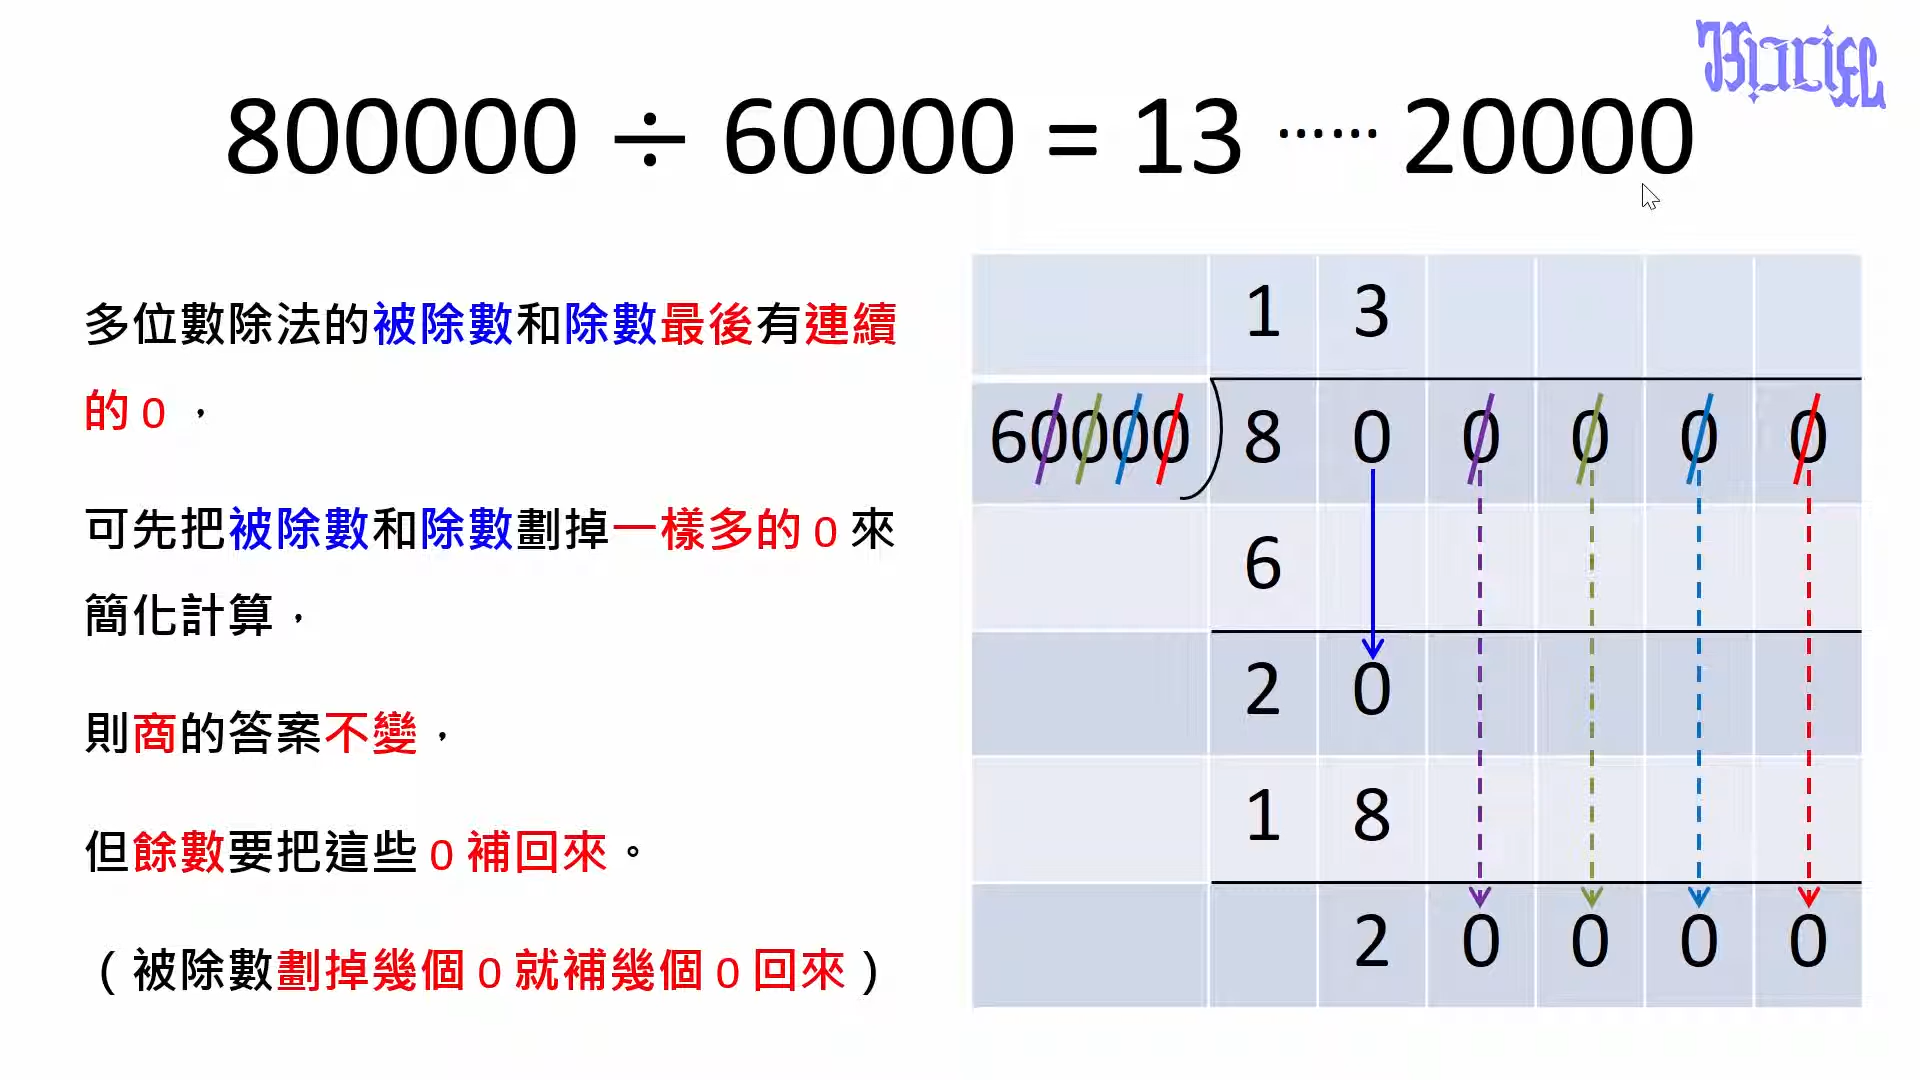 800000 ÷ 60000 = 13 …… 20000
多位數除法的被除數和除數最後有連續
的 0 ，
可先把被除數和除數劃掉一樣多的 0 來
簡化計算，
則商的答案不變，
但餘數要把這些 0 補回來。
（被除數劃掉幾個 0 就補幾個 0 回來）
1 3
60000 8 0 0 0 0 0
6
2 0
1 8
2 0 0 0 0